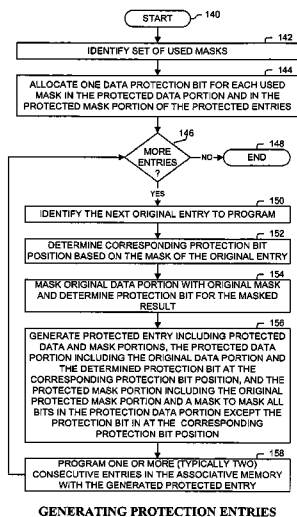 START
140
142
IDENTIFY SET OF USED MASKS
144
ALLOCATE ONE DATA PROTECTION BIT FOR EACH USED
MASK IN THE PROTECTED DATA PORTION AND IN THE
PROTECTED MASK PORTION OF THE PROTECTED ENTRIES
146
MORE
ENTRIES
?
NO
148
END
YES
150
IDENTIFY THE NEXT ORIGINAL ENTRY TO PROGRAM
152
DETERMINE CORRESPONDING PROTECTION BIT
POSITION BASED ON THE MASK OF THE ORIGINAL ENTRY
154
MASK ORIGINAL DATA PORTION WITH ORIGINAL MASK
AND DETERMINE PROTECTION BIT FOR THE MASKED
RESULT
156
GENERATE PROTECTED ENTRY INCLUDING PROTECTED
DATA AND MASK PORTIONS, THE PROTECTED DATA
PORTION INCLUDING THE ORIGINAL DATA PORTION AND
THE DETERMINED PROTECTION BIT AT THE
CORRESPONDING PROTECTION BIT POSITION, AND THE
PROTECTED MASK PORTION INCLUDING THE ORIGINAL
PROTECTED MASK PORTION AND A MASK TO MASK ALL
BITS IN THE PROTECTION DATA PORTION EXCEPT THE
PROTECTION BIT IN AT THE CORRESPONDING
PROTECTION BIT POSITION
158
PROGRAM ONE OR MORE (TYPICALLY TWO)
CONSECUTIVE ENTRIES IN THE ASSOCIATIVE MEMORY
WITH THE GENERATED PROTECTED ENTRY
GENERATING PROTECTION ENTRIES